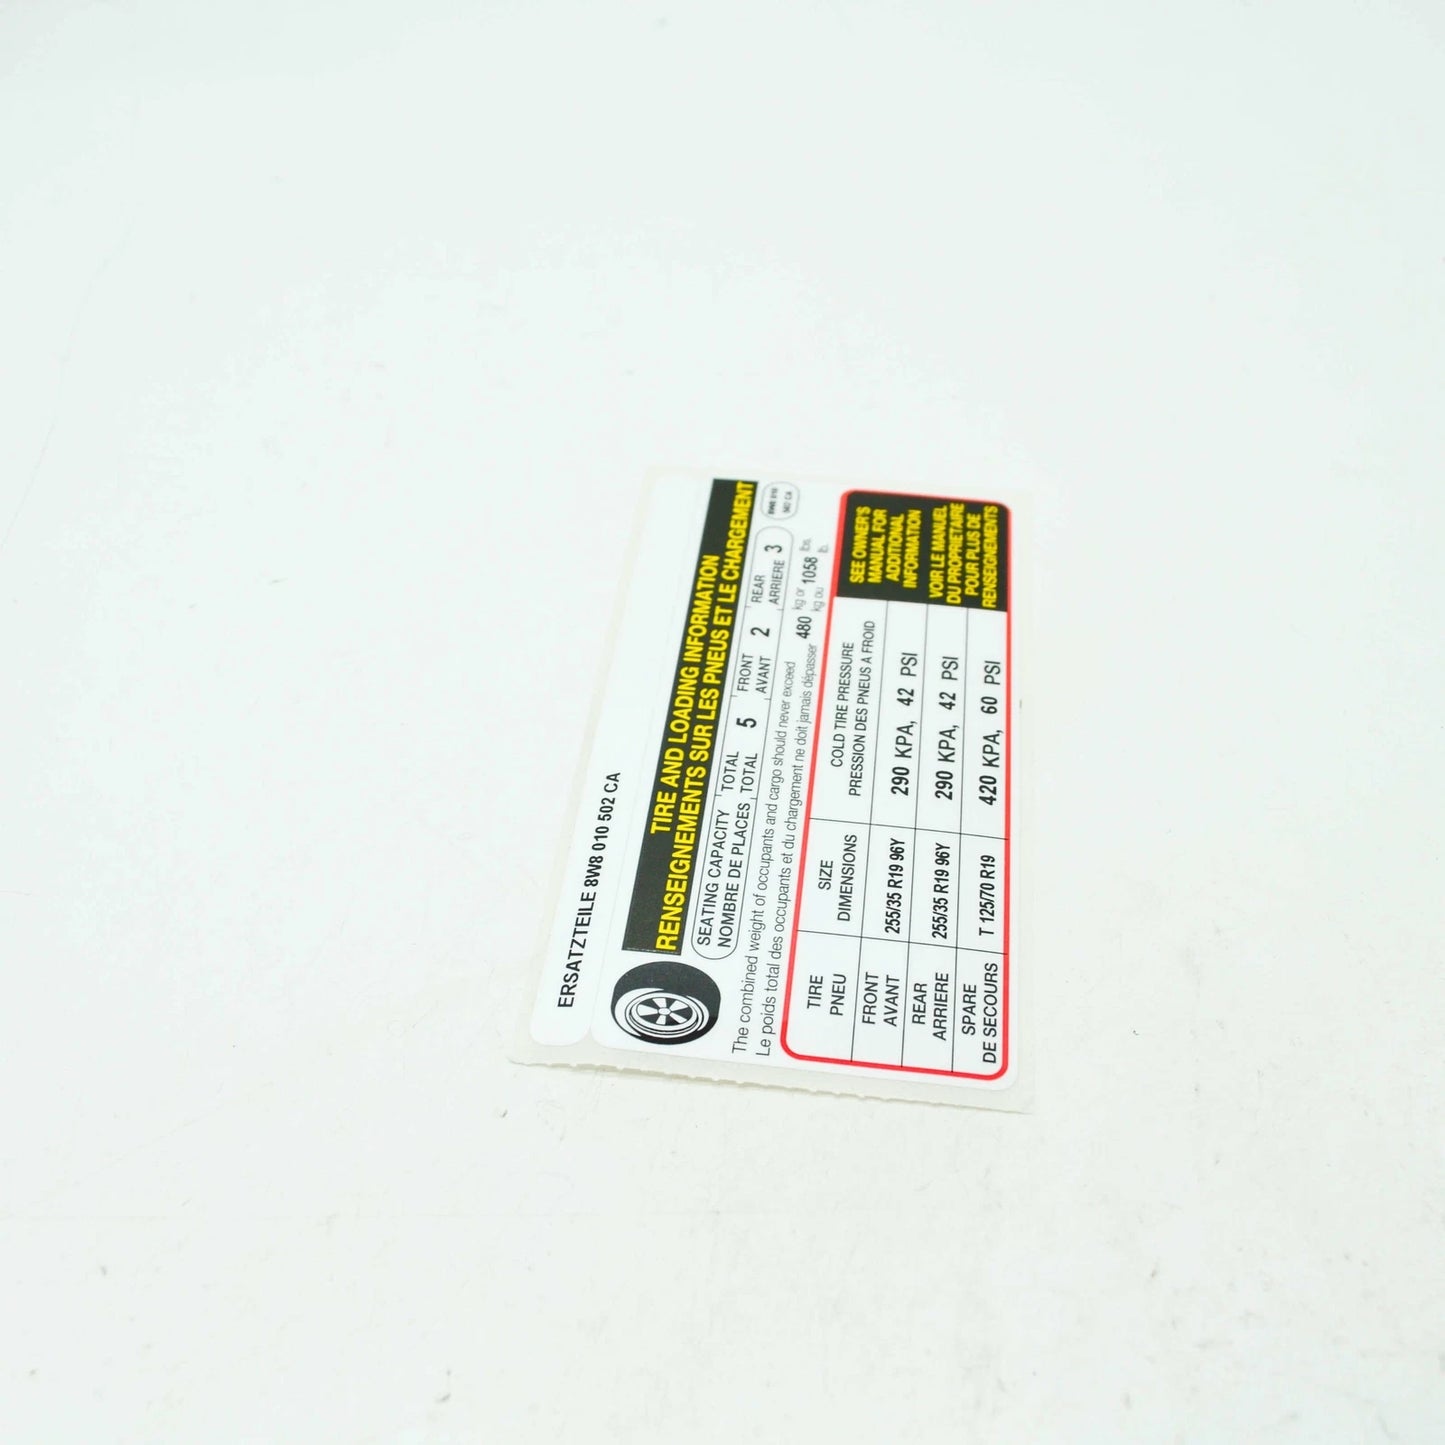 ERSATZTEILE 8W8 010 502 CA
TIRE AND LOADING INFORMATION
RENSEIGNEMENTS SUR LES PNEUS ET LE CHARGEMENT
SEATING CAPACITY TOTAL 5 FRONT 2 REAR 3
NOMBRE DE PLACES TOTAL AVANT ARRIERE
8W8 010
502 CA
The combined weight of occupants and cargo should never exceed 480 kg or 1058 lbs.
Le poids total des occupants et du chargement ne doit jamais dépasser kg ou lb.
TIRE SIZE COLD TIRE PRESSURE
PNEU DIMENSIONS PRESSION DES PNEUS A FROID
FRONT 255/35 R19 96Y 290 KPA, 42 PSI
AVANT
REAR 255/35 R19 96Y 290 KPA, 42 PSI
ARRIERE
SPARE T 125/70 R19 420 KPA, 60 PSI
DE SECOURS
SEE OWNER'S
MANUAL FOR
ADDITIONAL
INFORMATION
VOIR LE MANUEL
DU PROPRIETAIRE
POUR PLUS DE
RENSEIGNEMENTS